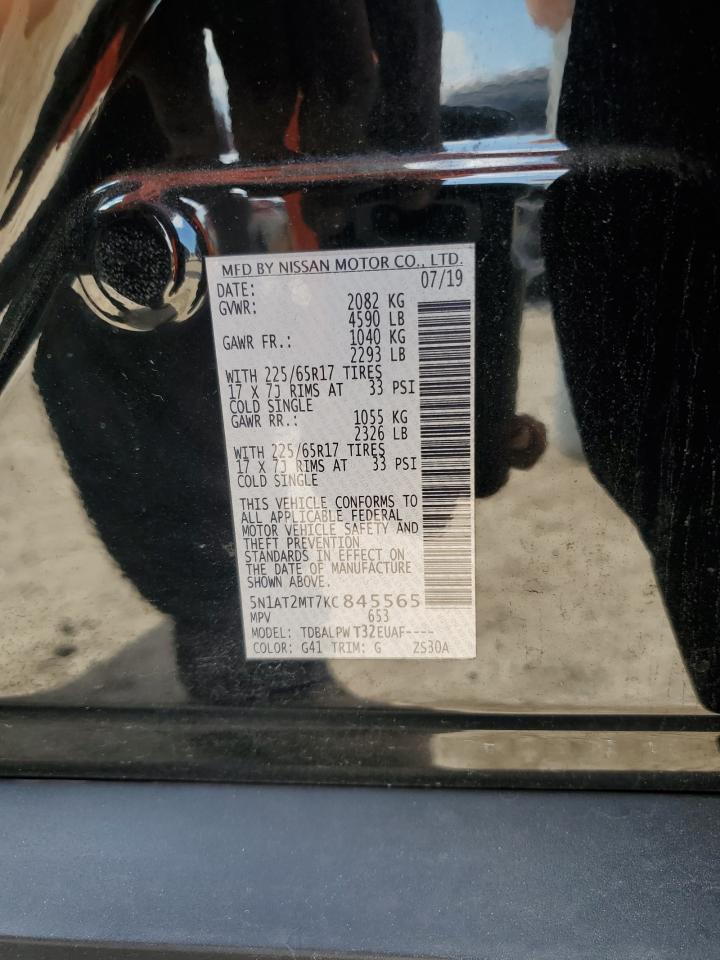 MFD BY NISSAN MOTOR CO., LTD.
DATE: 07/19
GVWR: 2082 KG
4590 LB
GAWR FR.: 1040 KG
2293 LB
WITH 225/65R17 TIRES
17 X 7J RIMS AT 33 PSI
COLD SINGLE
GAWR RR.: 1055 KG
2326 LB
WITH 225/65R17 TIRES
17 X 7J RIMS AT 33 PSI
COLD SINGLE
THIS VEHICLE CONFORMS TO
ALL APPLICABLE FEDERAL
MOTOR VEHICLE SAFETY AND
THEFT PREVENTION
STANDARDS IN EFFECT ON
THE DATE OF MANUFACTURE
SHOWN ABOVE.
5N1AT2MT7KC845565
MPV 653
MODEL: TDBALPWT32EUAF----
COLOR: G41 TRIM: G 2S30A